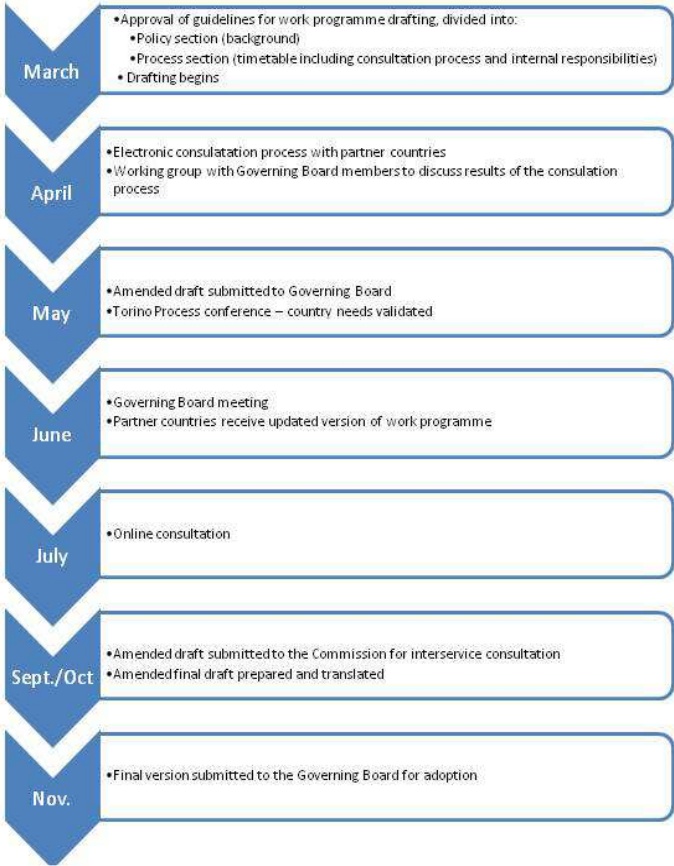 March
•Approval of guidelines for work programme drafting, divided into:
•Policy section (background)
•Process section (timetable including consultation process and internal responsibilities)
• Drafting begins
April
•Electronic consulatation process with partner countries
•Working group with Governing Board members to discuss results of the consulation
process
May
•Amended draft submitted to Governing Board
•Torino Process conference – country needs validated
June
•Governing Board meeting
•Partner countries receive updated version of work programme
July
•Online consultation
Sept./Oct
•Amended draft submitted to the Commission for interservice consultation
•Amended final draft prepared and translated
Nov.
•Final version submitted to the Governing Board for adoption